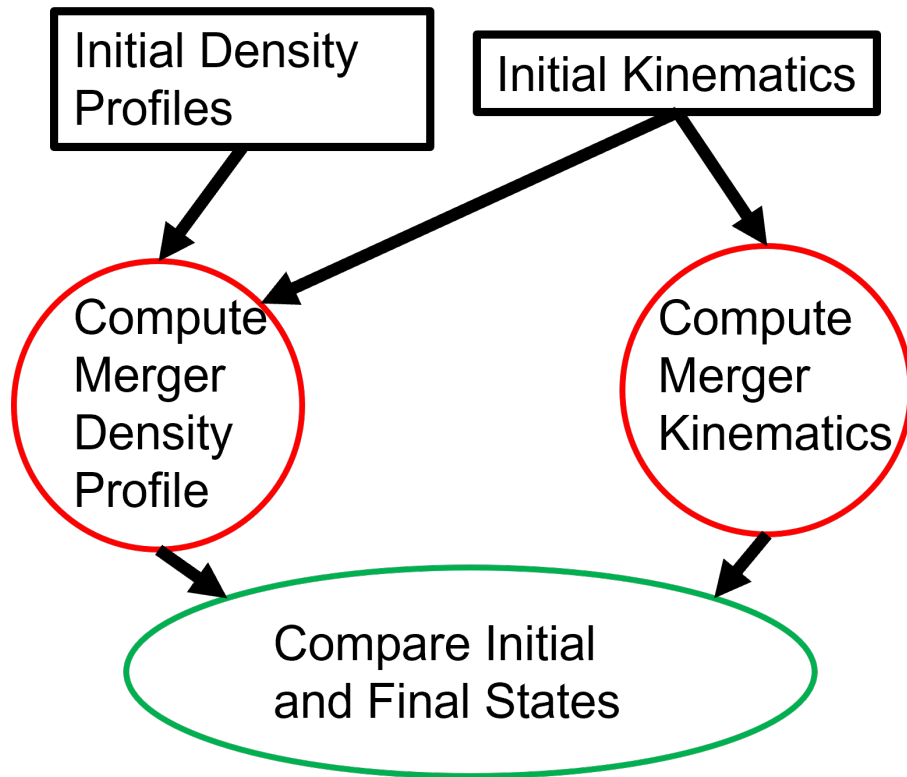 Initial Density
Profiles
Initial Kinematics
Compute
Merger
Density
Profile
Compute
Merger
Kinematics
Compare Initial
and Final States